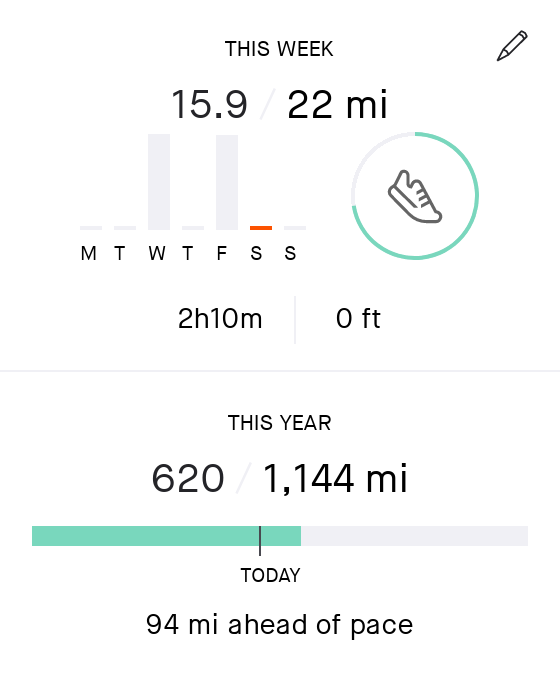 THIS WEEK
15.9 / 22 mi
M T W T F S S
2h10m 0 ft
THIS YEAR
620 / 1,144 mi
TODAY
94 mi ahead of pace